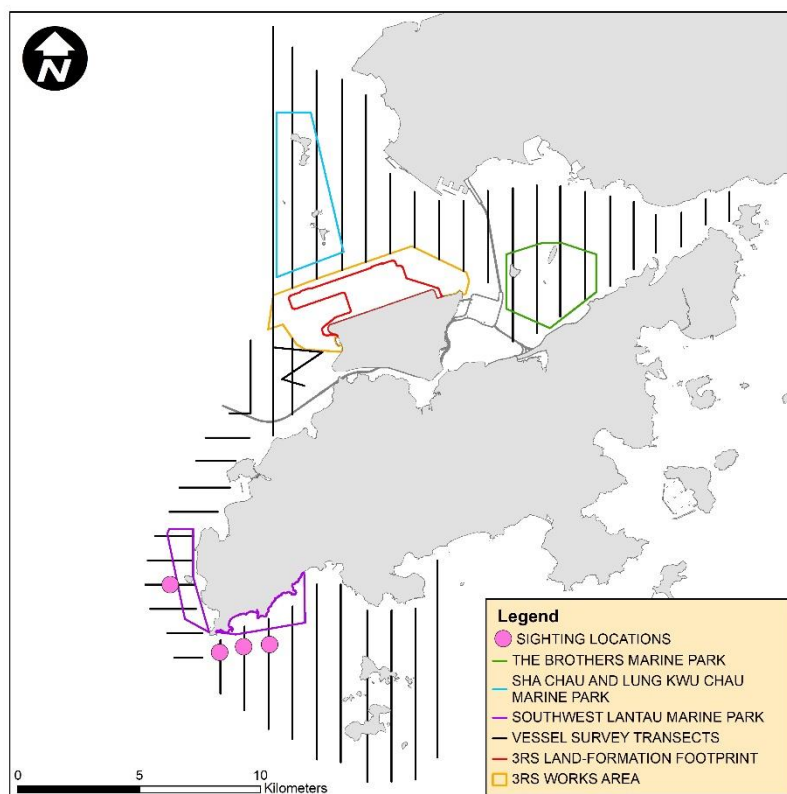 N
Legend
SIGHTING LOCATIONS
THE BROTHERS MARINE PARK
SHA CHAU AND LUNG KWU CHAU
MARINE PARK
SOUTHWEST LANTAU MARINE PARK
VESSEL SURVEY TRANSECTS
3RS LAND-FORMATION FOOTPRINT
3RS WORKS AREA
0 5 10
Kilometers